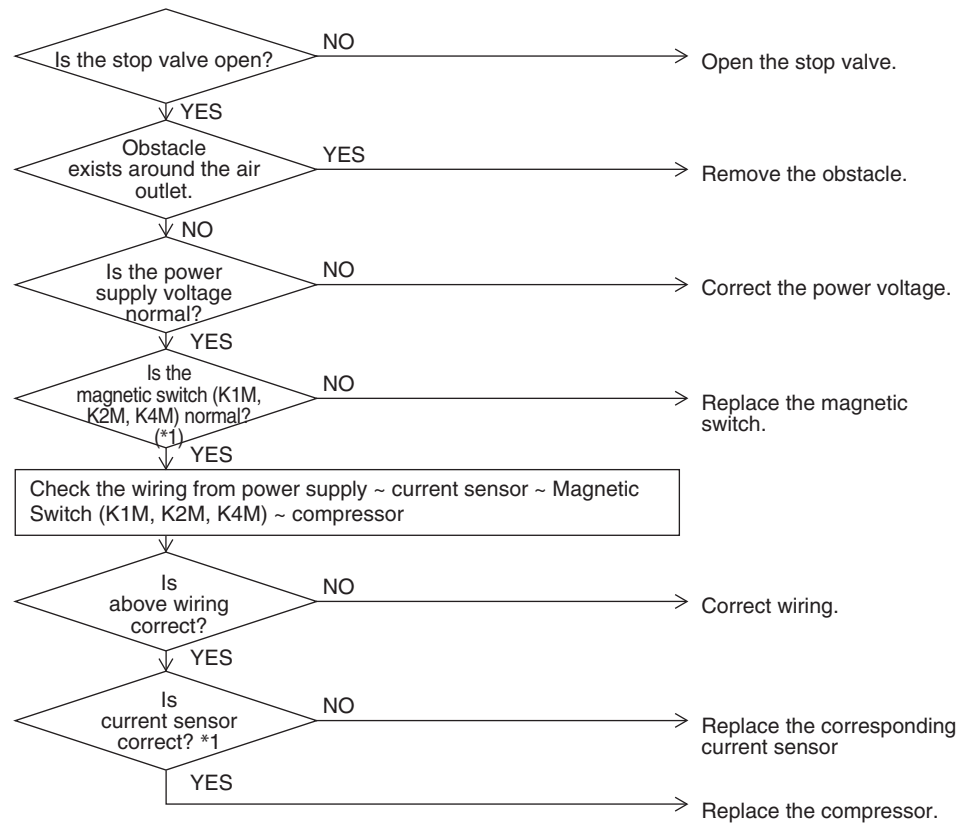 Is the stop valve open?
NO
Open the stop valve.
YES
Obstacle
exists around the air
outlet.
YES
Remove the obstacle.
NO
Is the power
supply voltage
normal?
NO
Correct the power voltage.
YES
Is the
magnetic switch (K1M,
K2M, K4M) normal?
(*1)
NO
Replace the magnetic
switch.
YES
Check the wiring from power supply ~ current sensor ~ Magnetic
Switch (K1M, K2M, K4M) ~ compressor
Is
above wiring
correct?
NO
Correct wiring.
YES
Is
current sensor
correct? *1
NO
Replace the corresponding
current sensor
YES
Replace the compressor.